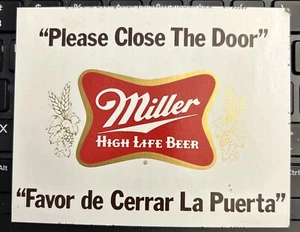 “Please Close The Door”
Miller
HIGH LIFE BEER
“Favor de Cerrar La Puerta”